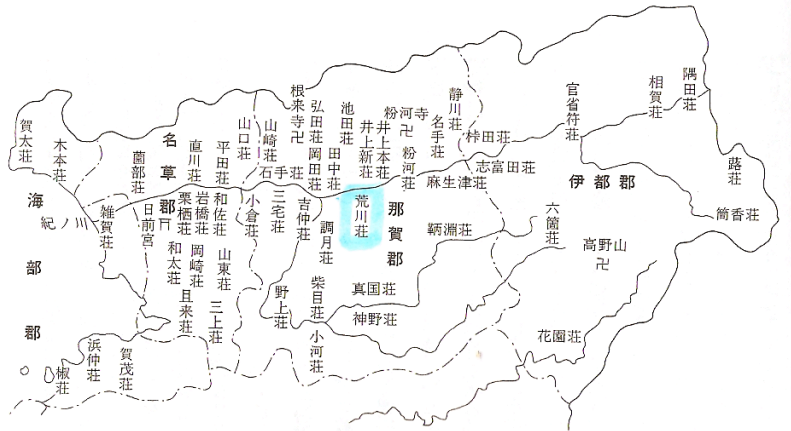 隅田荘
相賀荘
官省符荘
静川荘
名手荘
粉河寺
卍
粉河荘
井上本荘
井上新荘
池田荘
田中荘
弘田荘
岡田荘
根来寺卍
石手荘
山崎荘
山口荘
平田荘
直川荘
名草郡
薗部荘
木本荘
賀太荘
蕗荘
筒香荘
伊都郡
志富田荘
麻生津荘
六箇荘
高野山
卍
鞆淵荘
那賀郡
荒川荘
真国荘
神野荘
調月荘
吉仲荘
三宅荘
小倉荘
和佐荘
岩橋荘
栗栖荘
日前宮
雑賀荘
紀ノ川
海部郡
山東荘
岡崎荘
和太荘
且来荘
三上荘
野上荘
柴目荘
小河荘
花園荘
賀茂荘
浜仲荘
椒荘